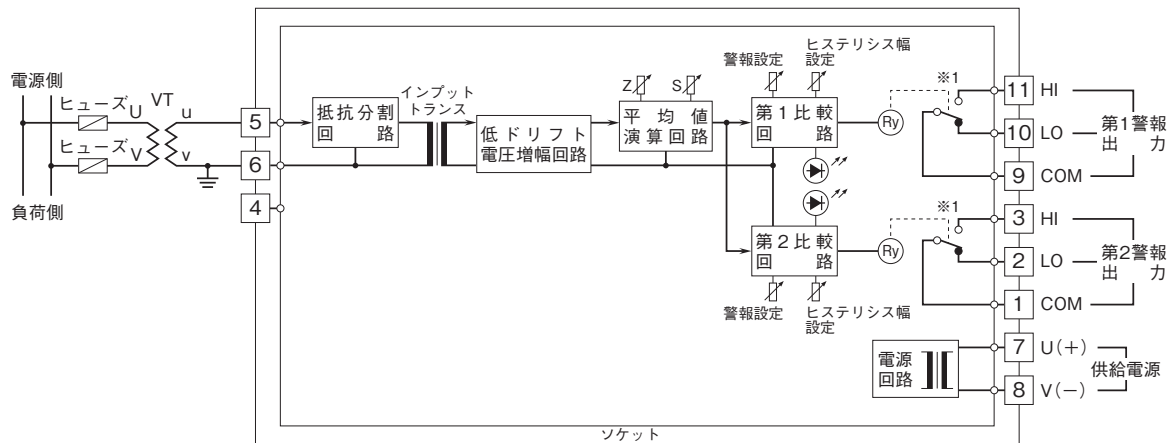 電源側
ヒューズ
U
VT
u
ヒューズ
V
v
負荷側
5
6
4
抵抗分割
回路
インプット
トランス
低ドリフト
電圧増幅回路
Z
S
平均値
演算回路
警報設定
ヒステリシス幅
設定
第1比較
回路
Ry
※1
11 HI
10 LO
9 COM
第1警報
出力
第2比較
回路
Ry
※1
警報設定
ヒステリシス幅
設定
3 HI
2 LO
1 COM
第2警報
出力
電源
回路
7 U(+)
8 V(−)
供給電源
ソケット